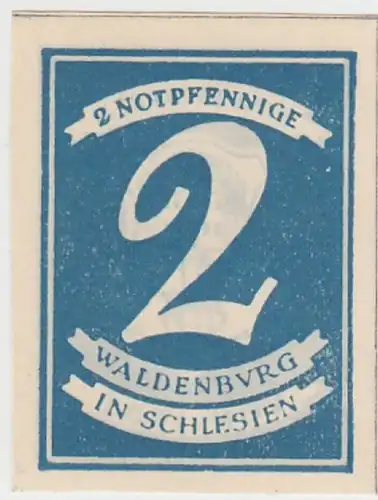 2 NOTPFENNIGE
2
WALDENBVRG
IN SCHLESIEN